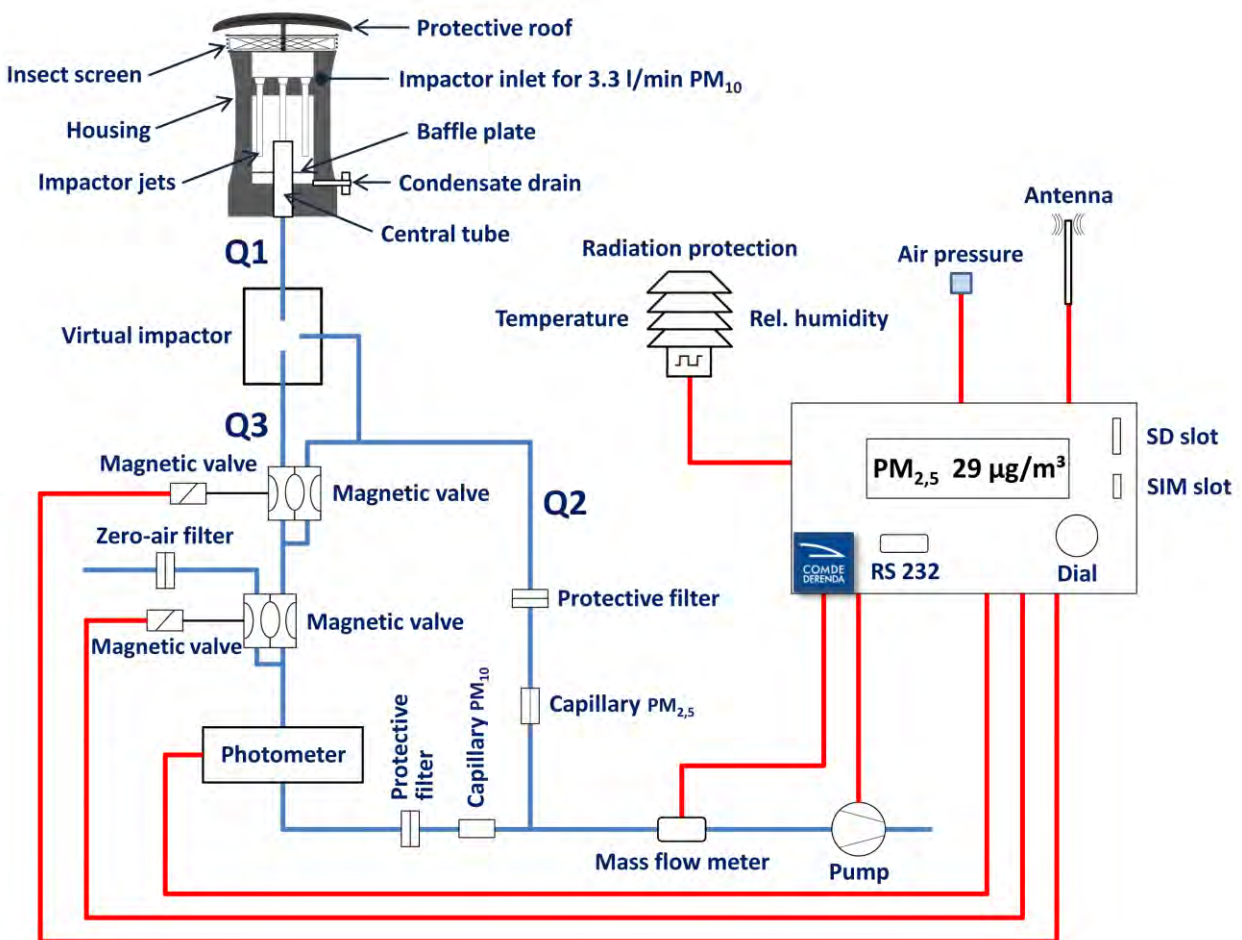 Protective roof
Insect screen
Impactor inlet for 3.3 l/min PM₁₀
Housing
Baffle plate
Impactor jets
Condensate drain
Central tube
Antenna
Q1
Radiation protection
Air pressure
Virtual impactor
Temperature
Rel. humidity
Q3
SD slot
Magnetic valve
PM₂,₅ 29 µg/m³
Magnetic valve
SIM slot
Q2
Zero-air filter
COMDE
DERENDA
RS 232
Dial
Protective filter
Magnetic valve
Magnetic valve
Capillary PM₂,₅
Photometer
Protective
filter
Capillary PM₁₀
Mass flow meter
Pump